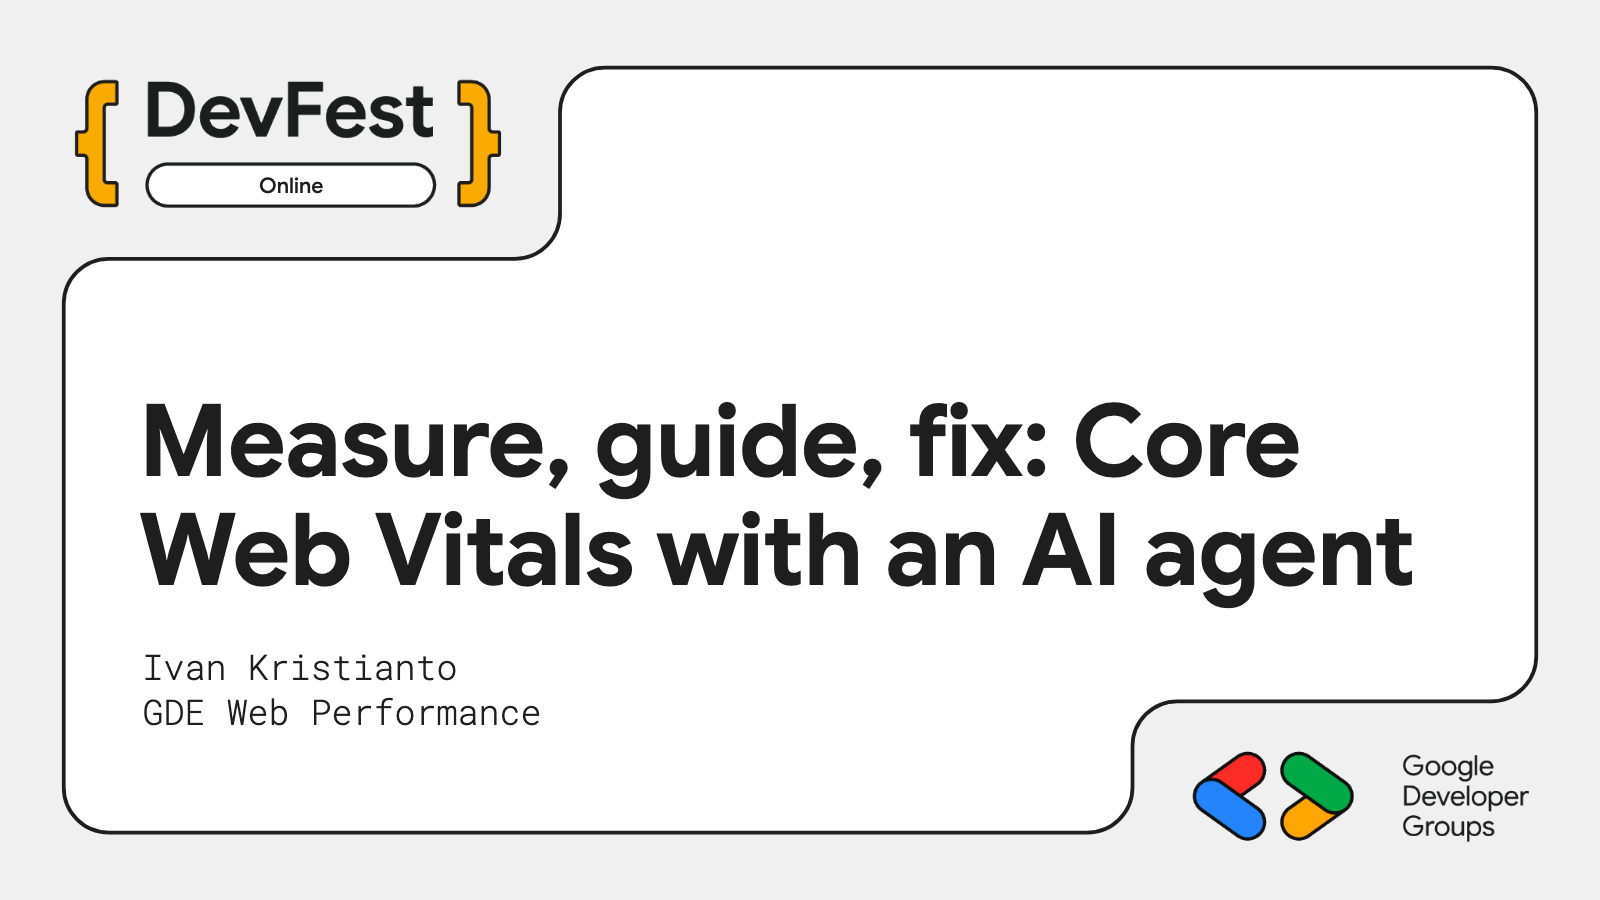 DevFest
Online
Measure, guide, fix: Core
Web Vitals with an AI agent
Ivan Kristianto
GDE Web Performance
Google
Developer
Groups